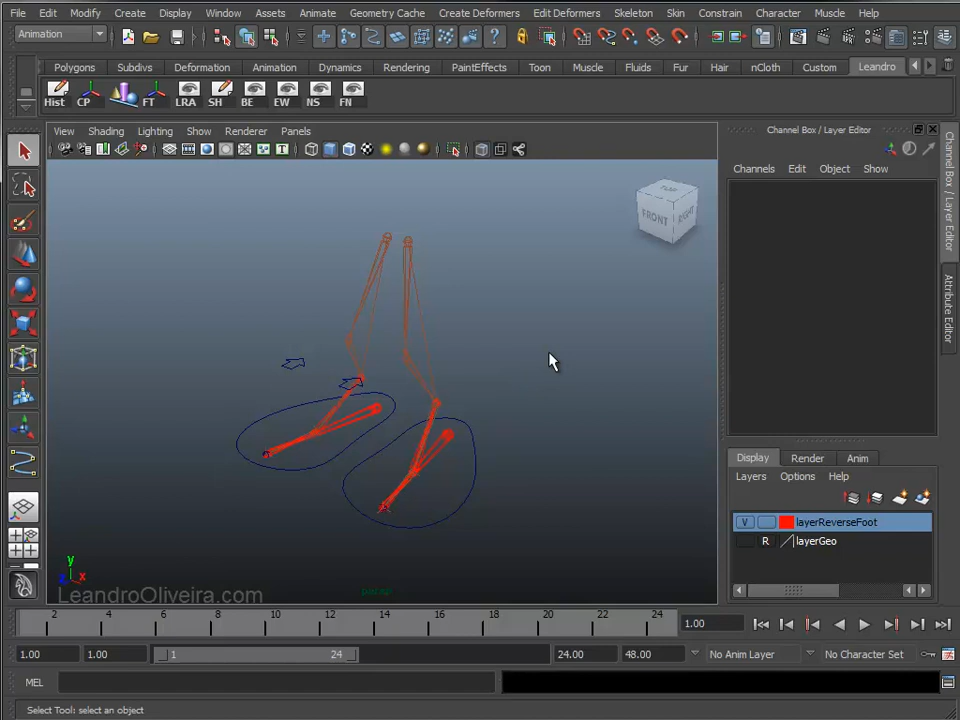 File Edit Modify Create Display Window Assets Animate Geometry Cache Create Deformers Edit Deformers Skeleton Skin Constrain Character Muscle Help
Animation
Polygons Subdivs Deformation Animation Dynamics Rendering PaintEffects Toon Muscle Fluids Fur Hair nCloth Custom Leandro
Hist CP FT LRA SH BE EW NS FN
View Shading Lighting Show Renderer Panels
Channel Box / Layer Editor
Channels Edit Object Show
Channel Box / Layer Editor
Attribute Editor
FRONT RIGHT
Display Render Anim
Layers Options Help
V layerReverseFoot
R layerGeo
y
z x
LeandroOliveira.com
persp
2 4 6 8 10 12 14 16 18 20 22 24
1.00
1.00 1.00 1 24 24.00 48.00 No Anim Layer No Character Set
MEL
Select Tool: select an object